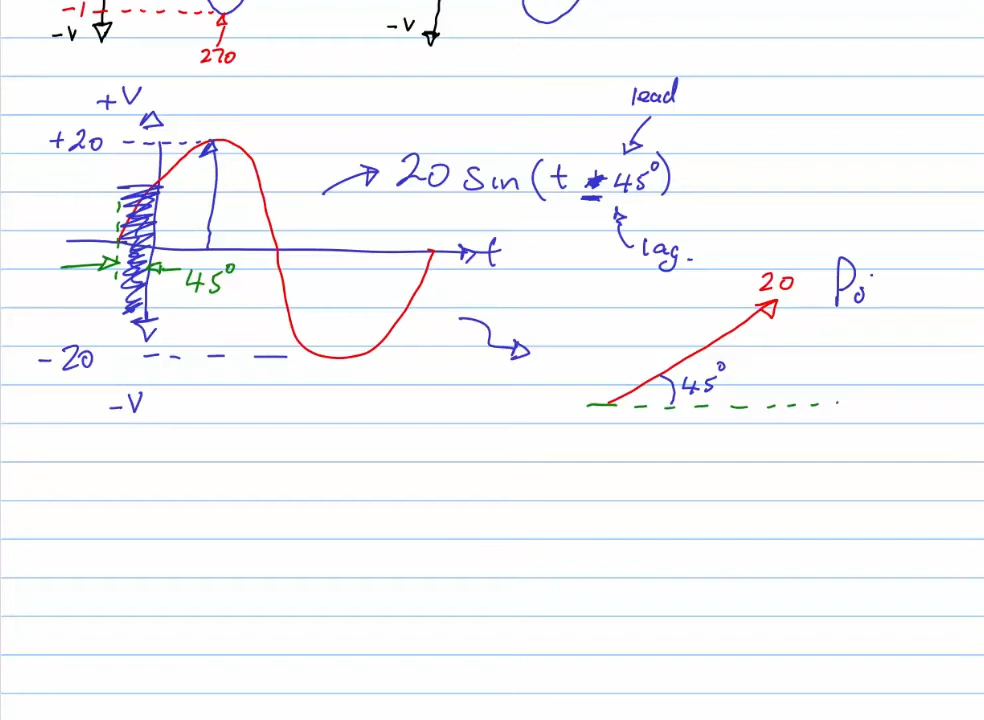 -1
-V
-V
270
+V
lead
+20
20 sin(t ± 45°)
t
lag.
45°
20
-20
45°
-V